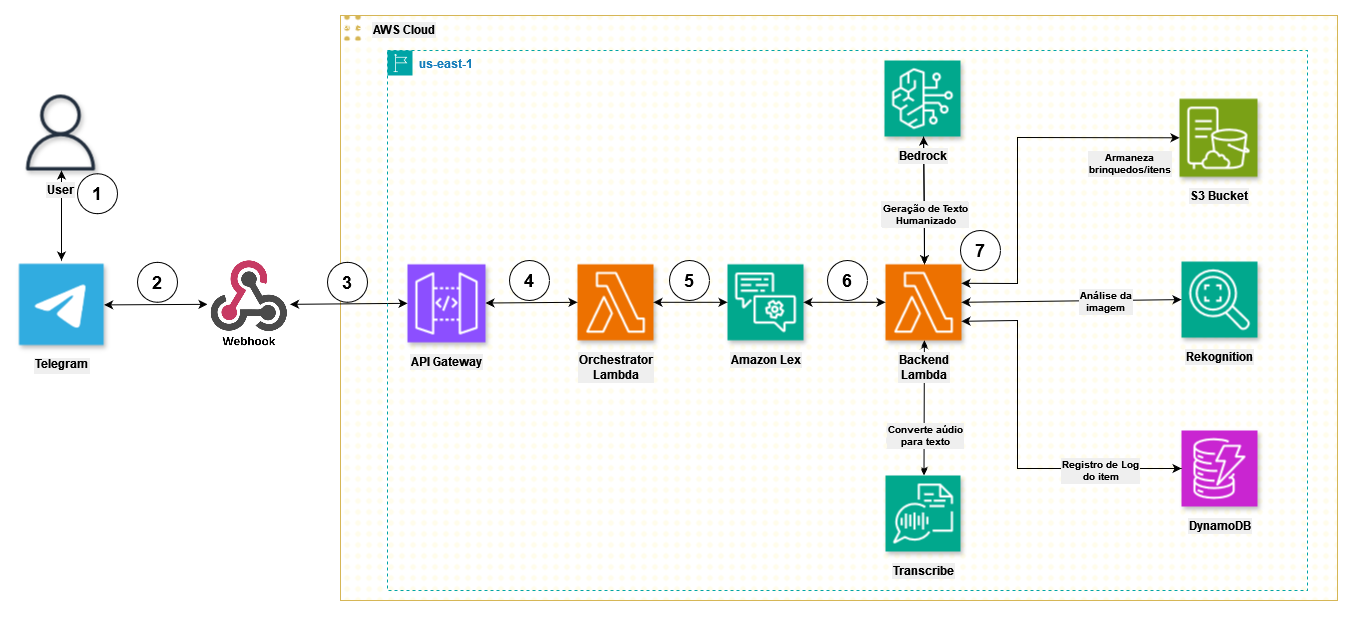 AWS Cloud
us-east-1
User
1
Telegram
2
Webhook
3
API Gateway
4
Orchestrator
Lambda
5
Amazon Lex
6
Backend
Lambda
7
Bedrock
Geração de Texto
Humanizado
Converte aúdio
para texto
Transcribe
Armaneza
brinquedos/itens
S3 Bucket
Análise da
imagem
Rekognition
Registro de Log
do item
DynamoDB